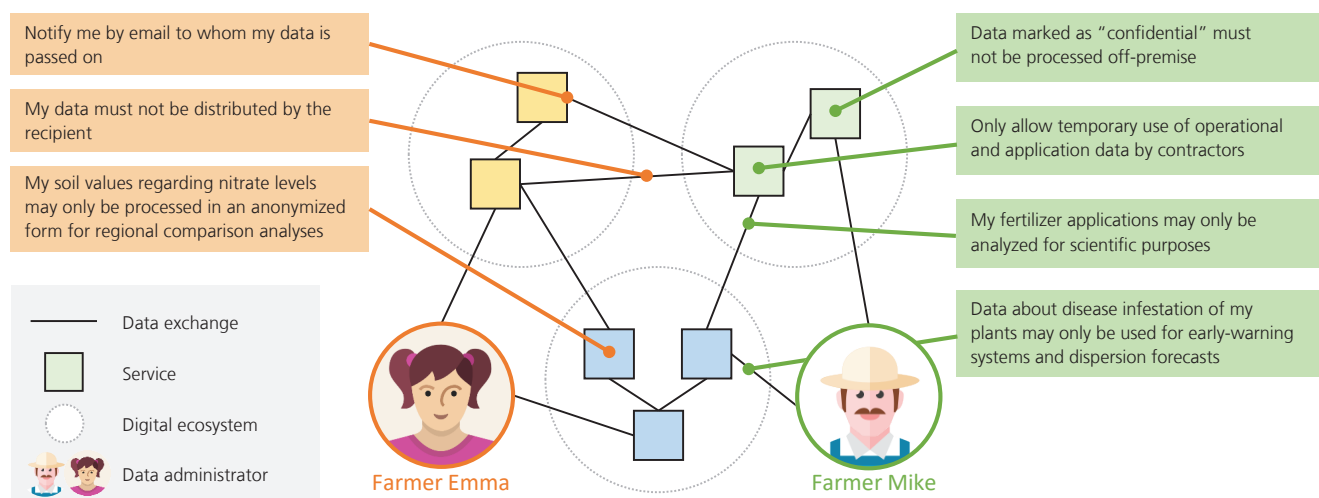 Notify me by email to whom my data is
passed on
My data must not be distributed by the
recipient
My soil values regarding nitrate levels
may only be processed in an anonymized
form for regional comparison analyses
Data exchange
Service
Digital ecosystem
Data administrator
Farmer Emma
Farmer Mike
Data marked as “confidential” must
not be processed off-premise
Only allow temporary use of operational
and application data by contractors
My fertilizer applications may only be
analyzed for scientific purposes
Data about disease infestation of my
plants may only be used for early-warning
systems and dispersion forecasts